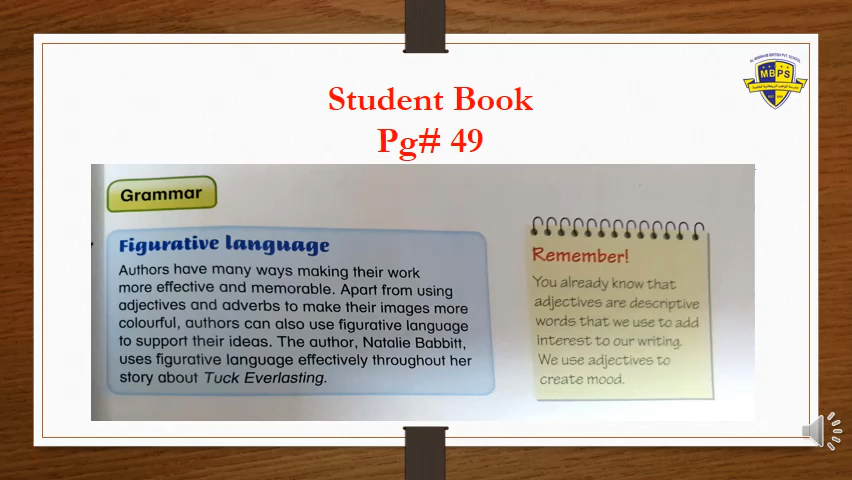 Student Book
Pg# 49
MBPS
Grammar
Figurative language
Authors have many ways making their work
more effective and memorable. Apart from using
adjectives and adverbs to make their images more
colourful, authors can also use figurative language
to support their ideas. The author, Natalie Babbitt,
uses figurative language effectively throughout her
story about Tuck Everlasting.
Remember!
You already know that
adjectives are descriptive
words that we use to add
interest to our writing.
We use adjectives to
create mood.